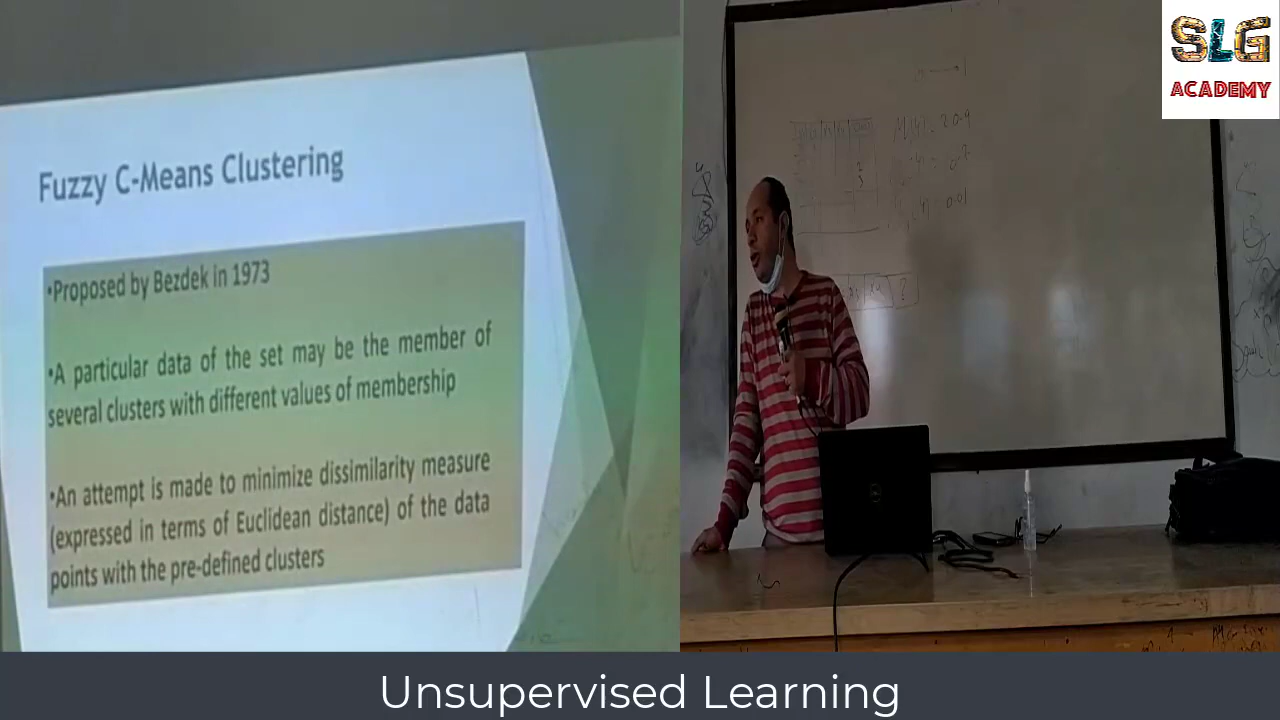 Fuzzy C-Means Clustering
•Proposed by Bezdek in 1973
•A particular data of the set may be the member of
several clusters with different values of membership
•An attempt is made to minimize dissimilarity measure
(expressed in terms of Euclidean distance) of the data
points with the pre-defined clusters
SLG
ACADEMY
Unsupervised Learning